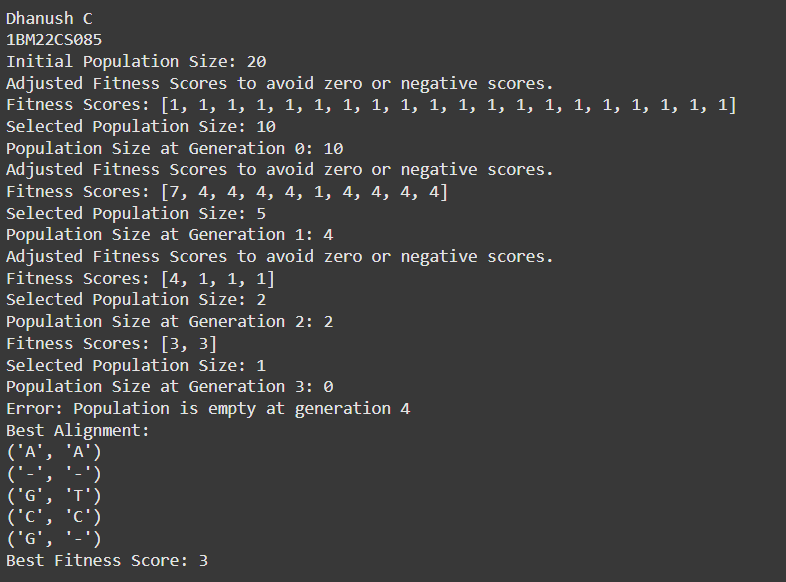 Dhanush C
1BM22CS085
Initial Population Size: 20
Adjusted Fitness Scores to avoid zero or negative scores.
Fitness Scores: [1, 1, 1, 1, 1, 1, 1, 1, 1, 1, 1, 1, 1, 1, 1, 1, 1, 1, 1, 1]
Selected Population Size: 10
Population Size at Generation 0: 10
Adjusted Fitness Scores to avoid zero or negative scores.
Fitness Scores: [7, 4, 4, 4, 4, 1, 4, 4, 4, 4]
Selected Population Size: 5
Population Size at Generation 1: 4
Adjusted Fitness Scores to avoid zero or negative scores.
Fitness Scores: [4, 1, 1, 1]
Selected Population Size: 2
Population Size at Generation 2: 2
Fitness Scores: [3, 3]
Selected Population Size: 1
Population Size at Generation 3: 0
Error: Population is empty at generation 4
Best Alignment:
('A', 'A')
('-', '-')
('G', 'T')
('C', 'C')
('G', '-')
Best Fitness Score: 3